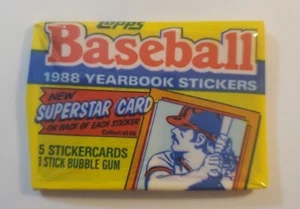 topps
Baseball
1988 YEARBOOK STICKERS
NEW
SUPERSTAR CARD
ON BACK OF EACH STICKER
5 STICKERCARDS
1 STICK BUBBLE GUM